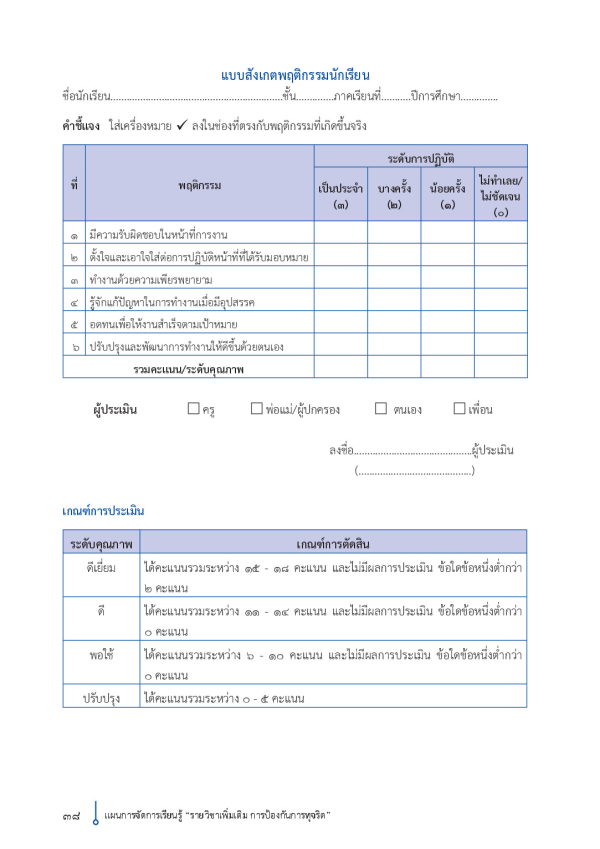 แบบสังเกตพฤติกรรมนักเรียน
ชื่อนักเรียน................................................................ชั้น..............ภาคเรียนที่...........ปีการศึกษา..............
คำชี้แจง ใส่เครื่องหมาย ✓ ลงในช่องที่ตรงกับพฤติกรรมที่เกิดขึ้นจริง
ที่ พฤติกรรม ระดับการปฏิบัติ
เป็นประจำ (๓) บางครั้ง (๒) น้อยครั้ง (๑) ไม่ทำเลย/ไม่ชัดเจน (๐)
๑ มีความรับผิดชอบในหน้าที่การงาน
๒ ตั้งใจและเอาใจใส่ต่อการปฏิบัติหน้าที่ที่ได้รับมอบหมาย
๓ ทำงานด้วยความเพียรพยายาม
๔ รู้จักแก้ปัญหาในการทำงานเมื่อมีอุปสรรค
๕ อดทนเพื่อให้งานสำเร็จตามเป้าหมาย
๖ ปรับปรุงและพัฒนาการทำงานให้ดีขึ้นด้วยตนเอง
รวมคะแนน/ระดับคุณภาพ
ผู้ประเมิน ☐ ครู ☐ พ่อแม่/ผู้ปกครอง ☐ ตนเอง ☐ เพื่อน
ลงชื่อ............................................ผู้ประเมิน
(..........................................)
เกณฑ์การประเมิน
ระดับคุณภาพ เกณฑ์การตัดสิน
ดีเยี่ยม ได้คะแนนรวมระหว่าง ๑๕ - ๑๘ คะแนน และไม่มีผลการประเมิน ข้อใดข้อหนึ่งต่ำกว่า
๒ คะแนน
ดี ได้คะแนนรวมระหว่าง ๑๑ - ๑๔ คะแนน และไม่มีผลการประเมิน ข้อใดข้อหนึ่งต่ำกว่า
๐ คะแนน
พอใช้ ได้คะแนนรวมระหว่าง ๖ - ๑๐ คะแนน และไม่มีผลการประเมิน ข้อใดข้อหนึ่งต่ำกว่า
๐ คะแนน
ปรับปรุง ได้คะแนนรวมระหว่าง ๐ - ๕ คะแนน
๓๘ แผนการจัดการเรียนรู้ “รายวิชาเพิ่มเติม การป้องกันการทุจริต”